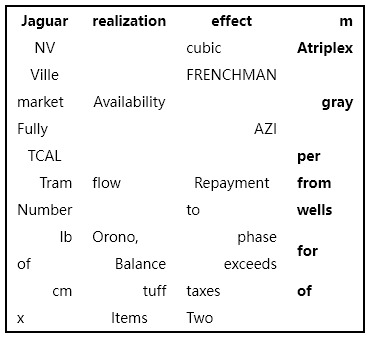 Jaguar realization effect m
NV cubic Atriplex
Ville FRENCHMAN
market Availability gray
Fully AZI
TCAL per
Tram flow Repayment from
Number to wells
lb Orono, phase for
of Balance exceeds
cm tuff taxes of
x Items Two